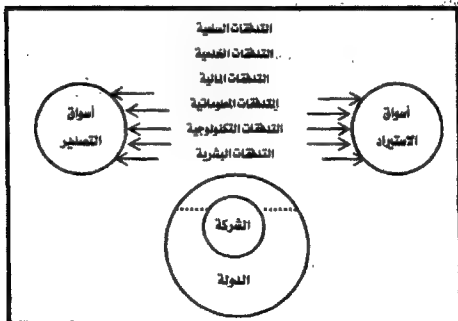 التدفقات السلعية
التدفقات الخدمية
التدفقات المالية
التدفقات المعلوماتية
التدفقات التكنولوجية
التدفقات البشرية
أسواق
التصدير
أسواق
الاستيراد
الشركة
الدولة